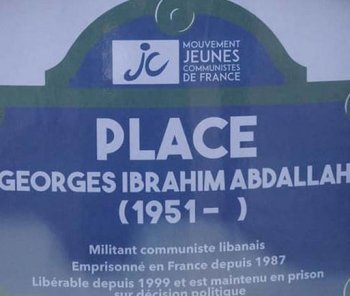 jc
MOUVEMENT
JEUNES
COMMUNISTES
DE FRANCE
PLACE
GEORGES IBRAHIM ABDALLAH
(1951- )
Militant communiste libanais
Emprisonné en France depuis 1987
Libérable depuis 1999 et est maintenu en prison
sur décision politique